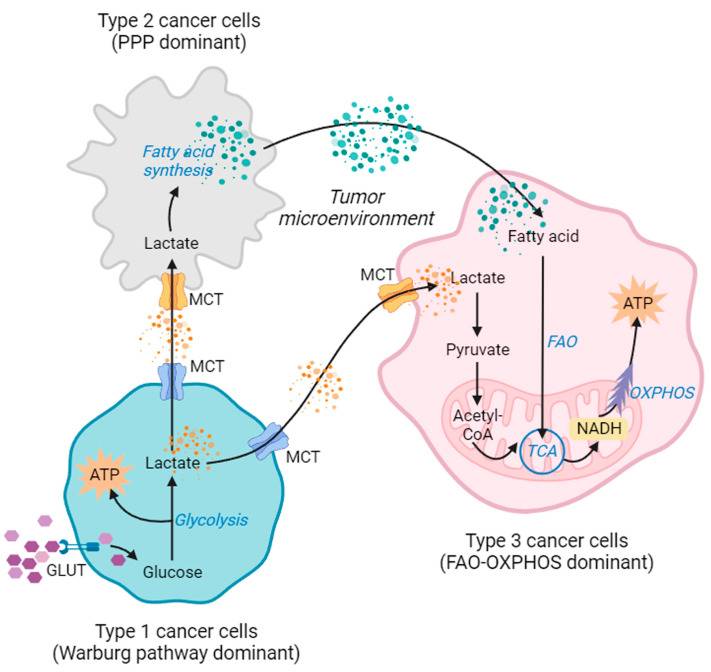 Type 2 cancer cells
(PPP dominant)
Fatty acid
synthesis
Lactate
MCT
MCT
Tumor
microenvironment
Fatty acid
MCT
Lactate
Pyruvate
FAO
ATP
OXPHOS
Acetyl-
CoA
TCA
NADH
Type 3 cancer cells
(FAO-OXPHOS dominant)
MCT
Lactate
ATP
Glycolysis
GLUT
Glucose
Type 1 cancer cells
(Warburg pathway dominant)